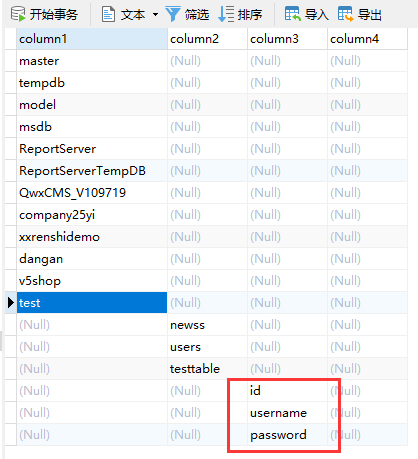 开始事务 文本 筛选 排序 导入 导出
column1 column2 column3 column4
master (Null) (Null) (Null)
tempdb (Null) (Null) (Null)
model (Null) (Null) (Null)
msdb (Null) (Null) (Null)
ReportServer (Null) (Null) (Null)
ReportServerTempDB (Null) (Null) (Null)
QwxCMS_V109719 (Null) (Null) (Null)
company25yi (Null) (Null) (Null)
xxrenshidemo (Null) (Null) (Null)
dangan (Null) (Null) (Null)
v5shop (Null) (Null) (Null)
test (Null) (Null) (Null)
(Null) newss (Null) (Null)
(Null) users (Null) (Null)
(Null) testtable (Null) (Null)
(Null) (Null) id (Null)
(Null) (Null) username (Null)
(Null) (Null) password (Null)